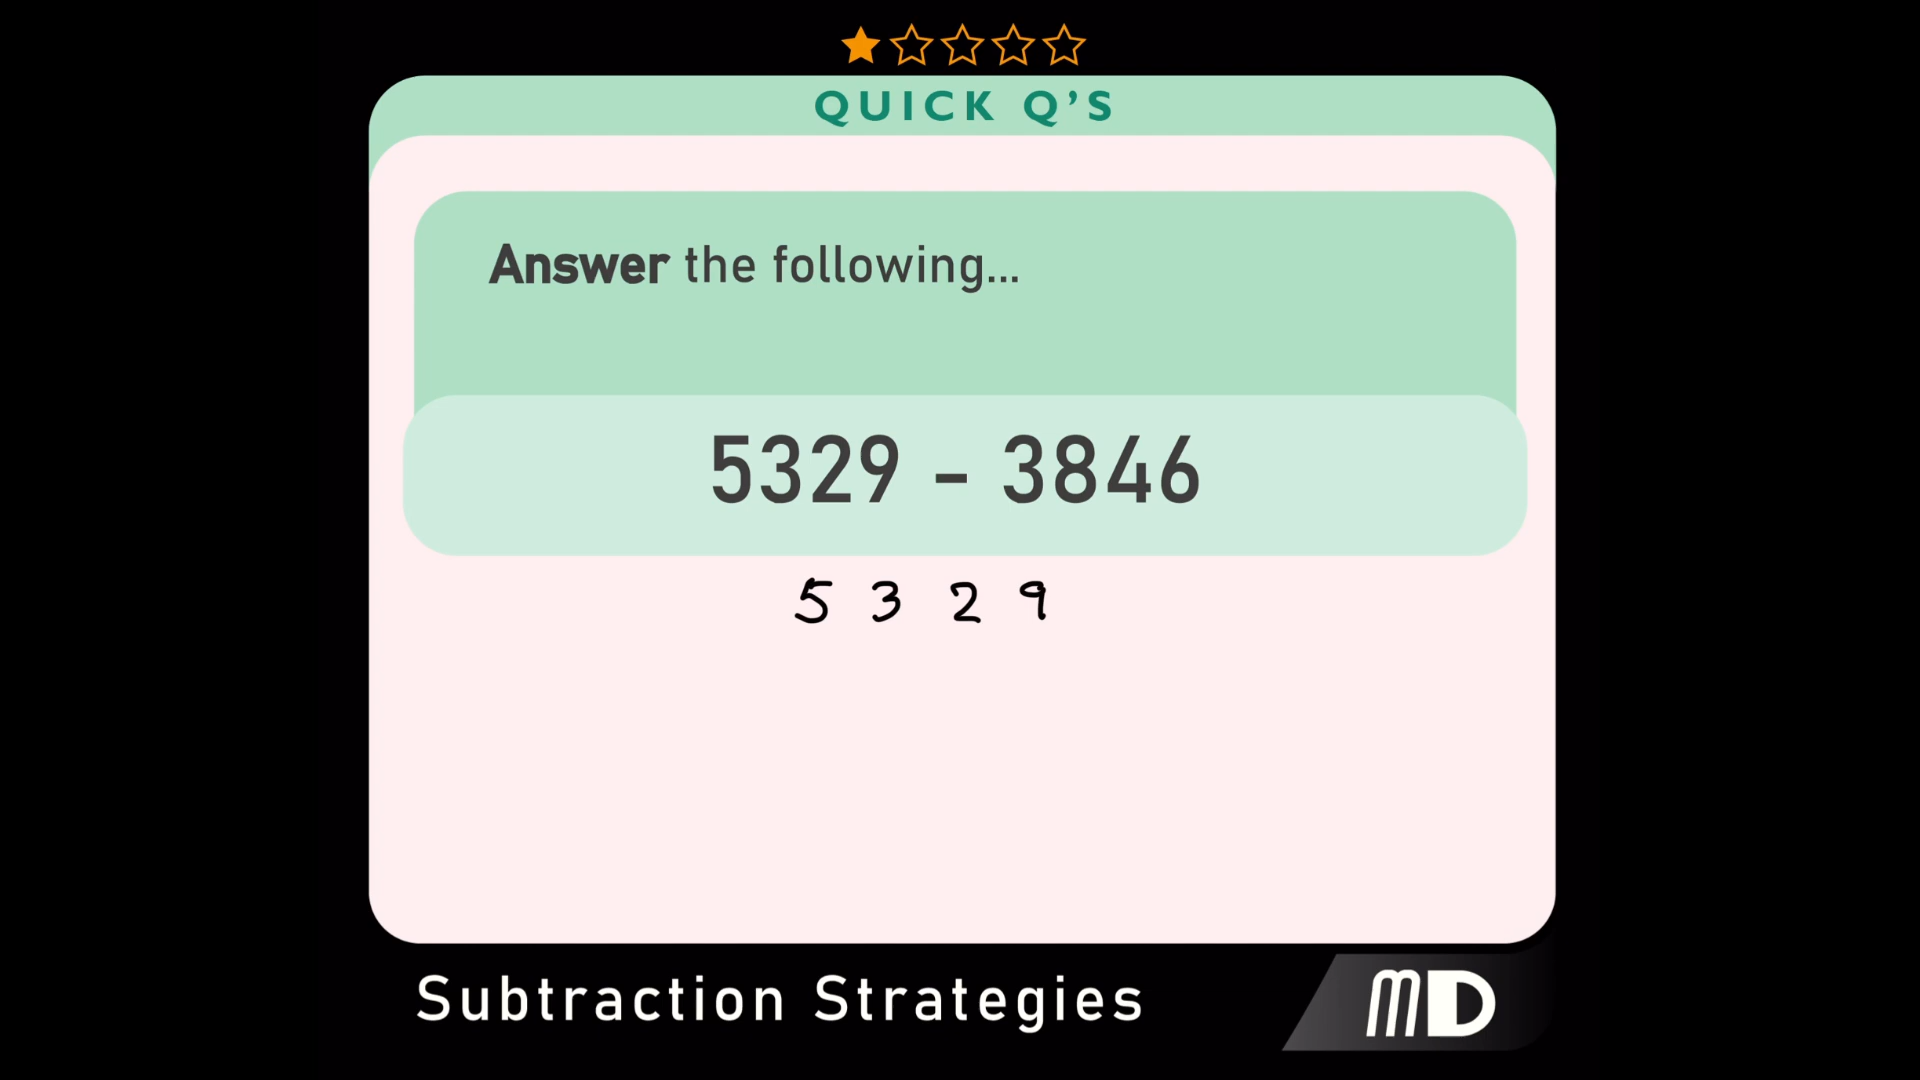 QUICK Q’S
Answer the following...
5329 - 3846
5 3 2 9
Subtraction Strategies
MD